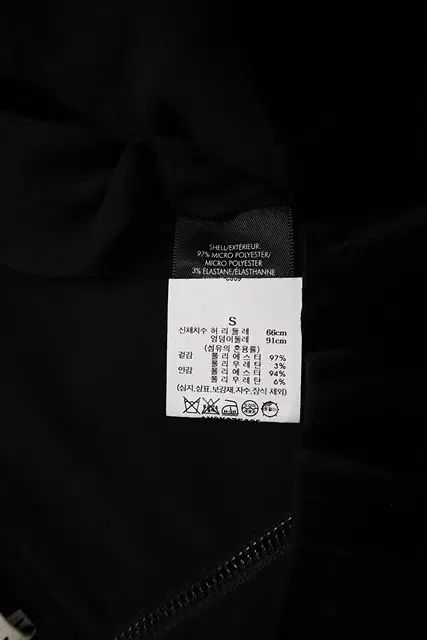 SHELL/EXTÉRIEUR:
97% MICRO POLYESTER/
MICRO POLYESTER
3% ELASTANE/ÉLASTHANNE
S
신체치수 허 리 둘 레 66cm
엉덩이둘레 91cm
(섬유의 혼용률)
겉감 폴 리 에 스 터 97%
폴 리 우 레 탄 3%
안감 폴 리 에 스 터 94%
폴 리 우 레 탄 6%
(심지,상표,보강재,자수,장식 제외)